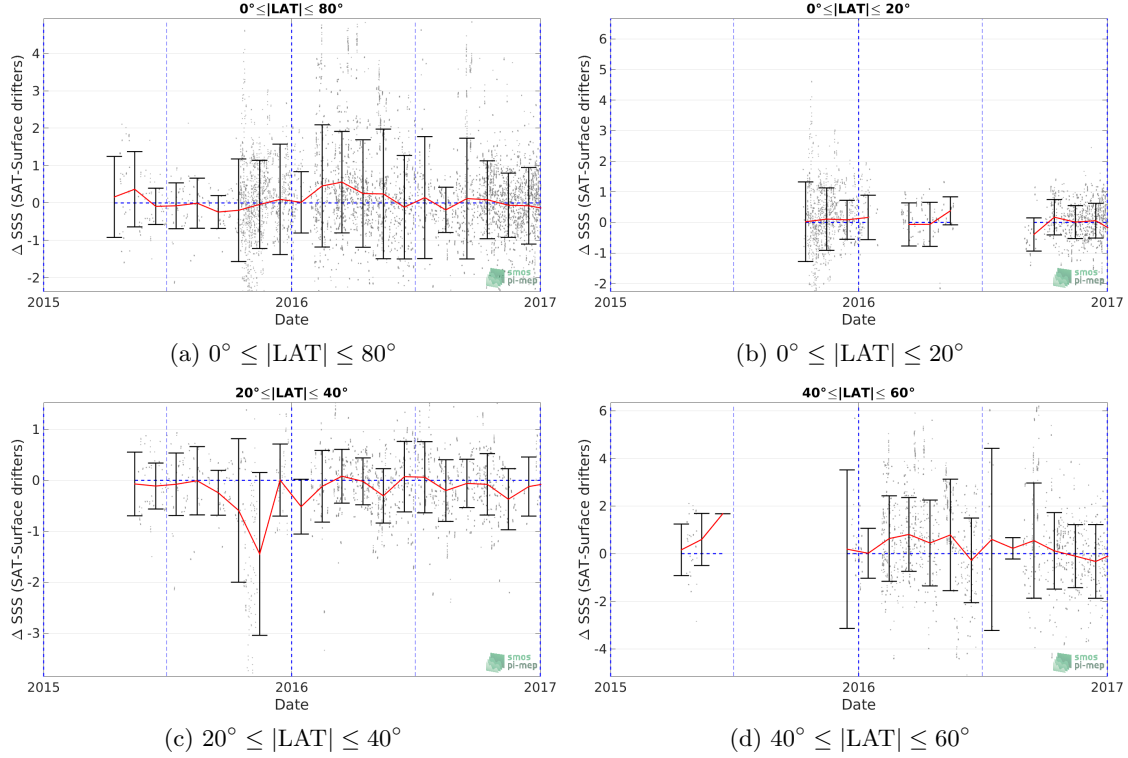 0°≤|LAT|≤ 80°
Δ SSS (SAT-Surface drifters)
4
3
2
1
0
-1
-2
smos
pi-mep
2015
2016
2017
Date
(a) 0° ≤ |LAT| ≤ 80°
0°≤|LAT|≤ 20°
Δ SSS (SAT-Surface drifters)
6
5
4
3
2
1
0
-1
-2
smos
pi-mep
2015
2016
2017
Date
(b) 0° ≤ |LAT| ≤ 20°
20°≤|LAT|≤ 40°
Δ SSS (SAT-Surface drifters)
1
0
-1
-2
-3
smos
pi-mep
2015
2016
2017
Date
(c) 20° ≤ |LAT| ≤ 40°
40°≤|LAT|≤ 60°
Δ SSS (SAT-Surface drifters)
6
4
2
0
-2
-4
smos
pi-mep
2015
2016
2017
Date
(d) 40° ≤ |LAT| ≤ 60°